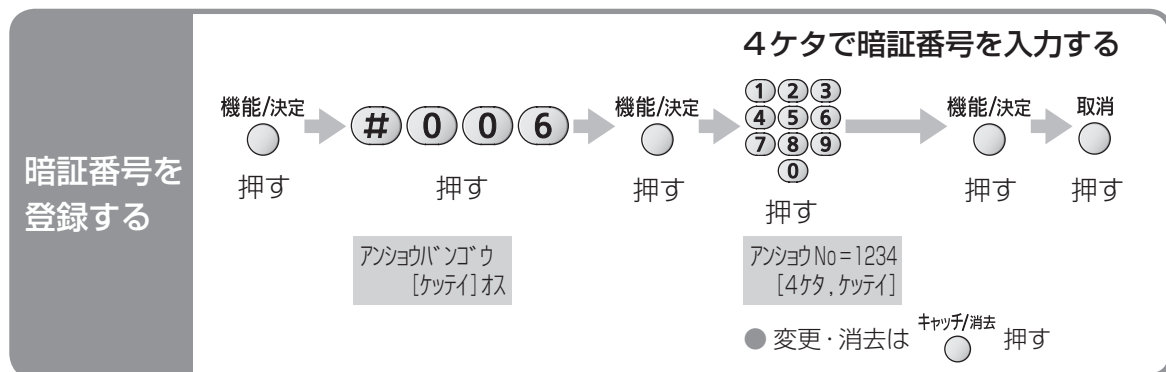 暗証番号を
登録する
4ケタで暗証番号を入力する
機能/決定
押す
#006
押す
機能/決定
押す
123
456
789
0
押す
機能/決定
押す
取消
押す
アンショウバンゴウ
[ケッテイ]オス
アンショウNo=1234
[4ケタ,ケッテイ]
● 変更・消去は キャッチ/消去 押す